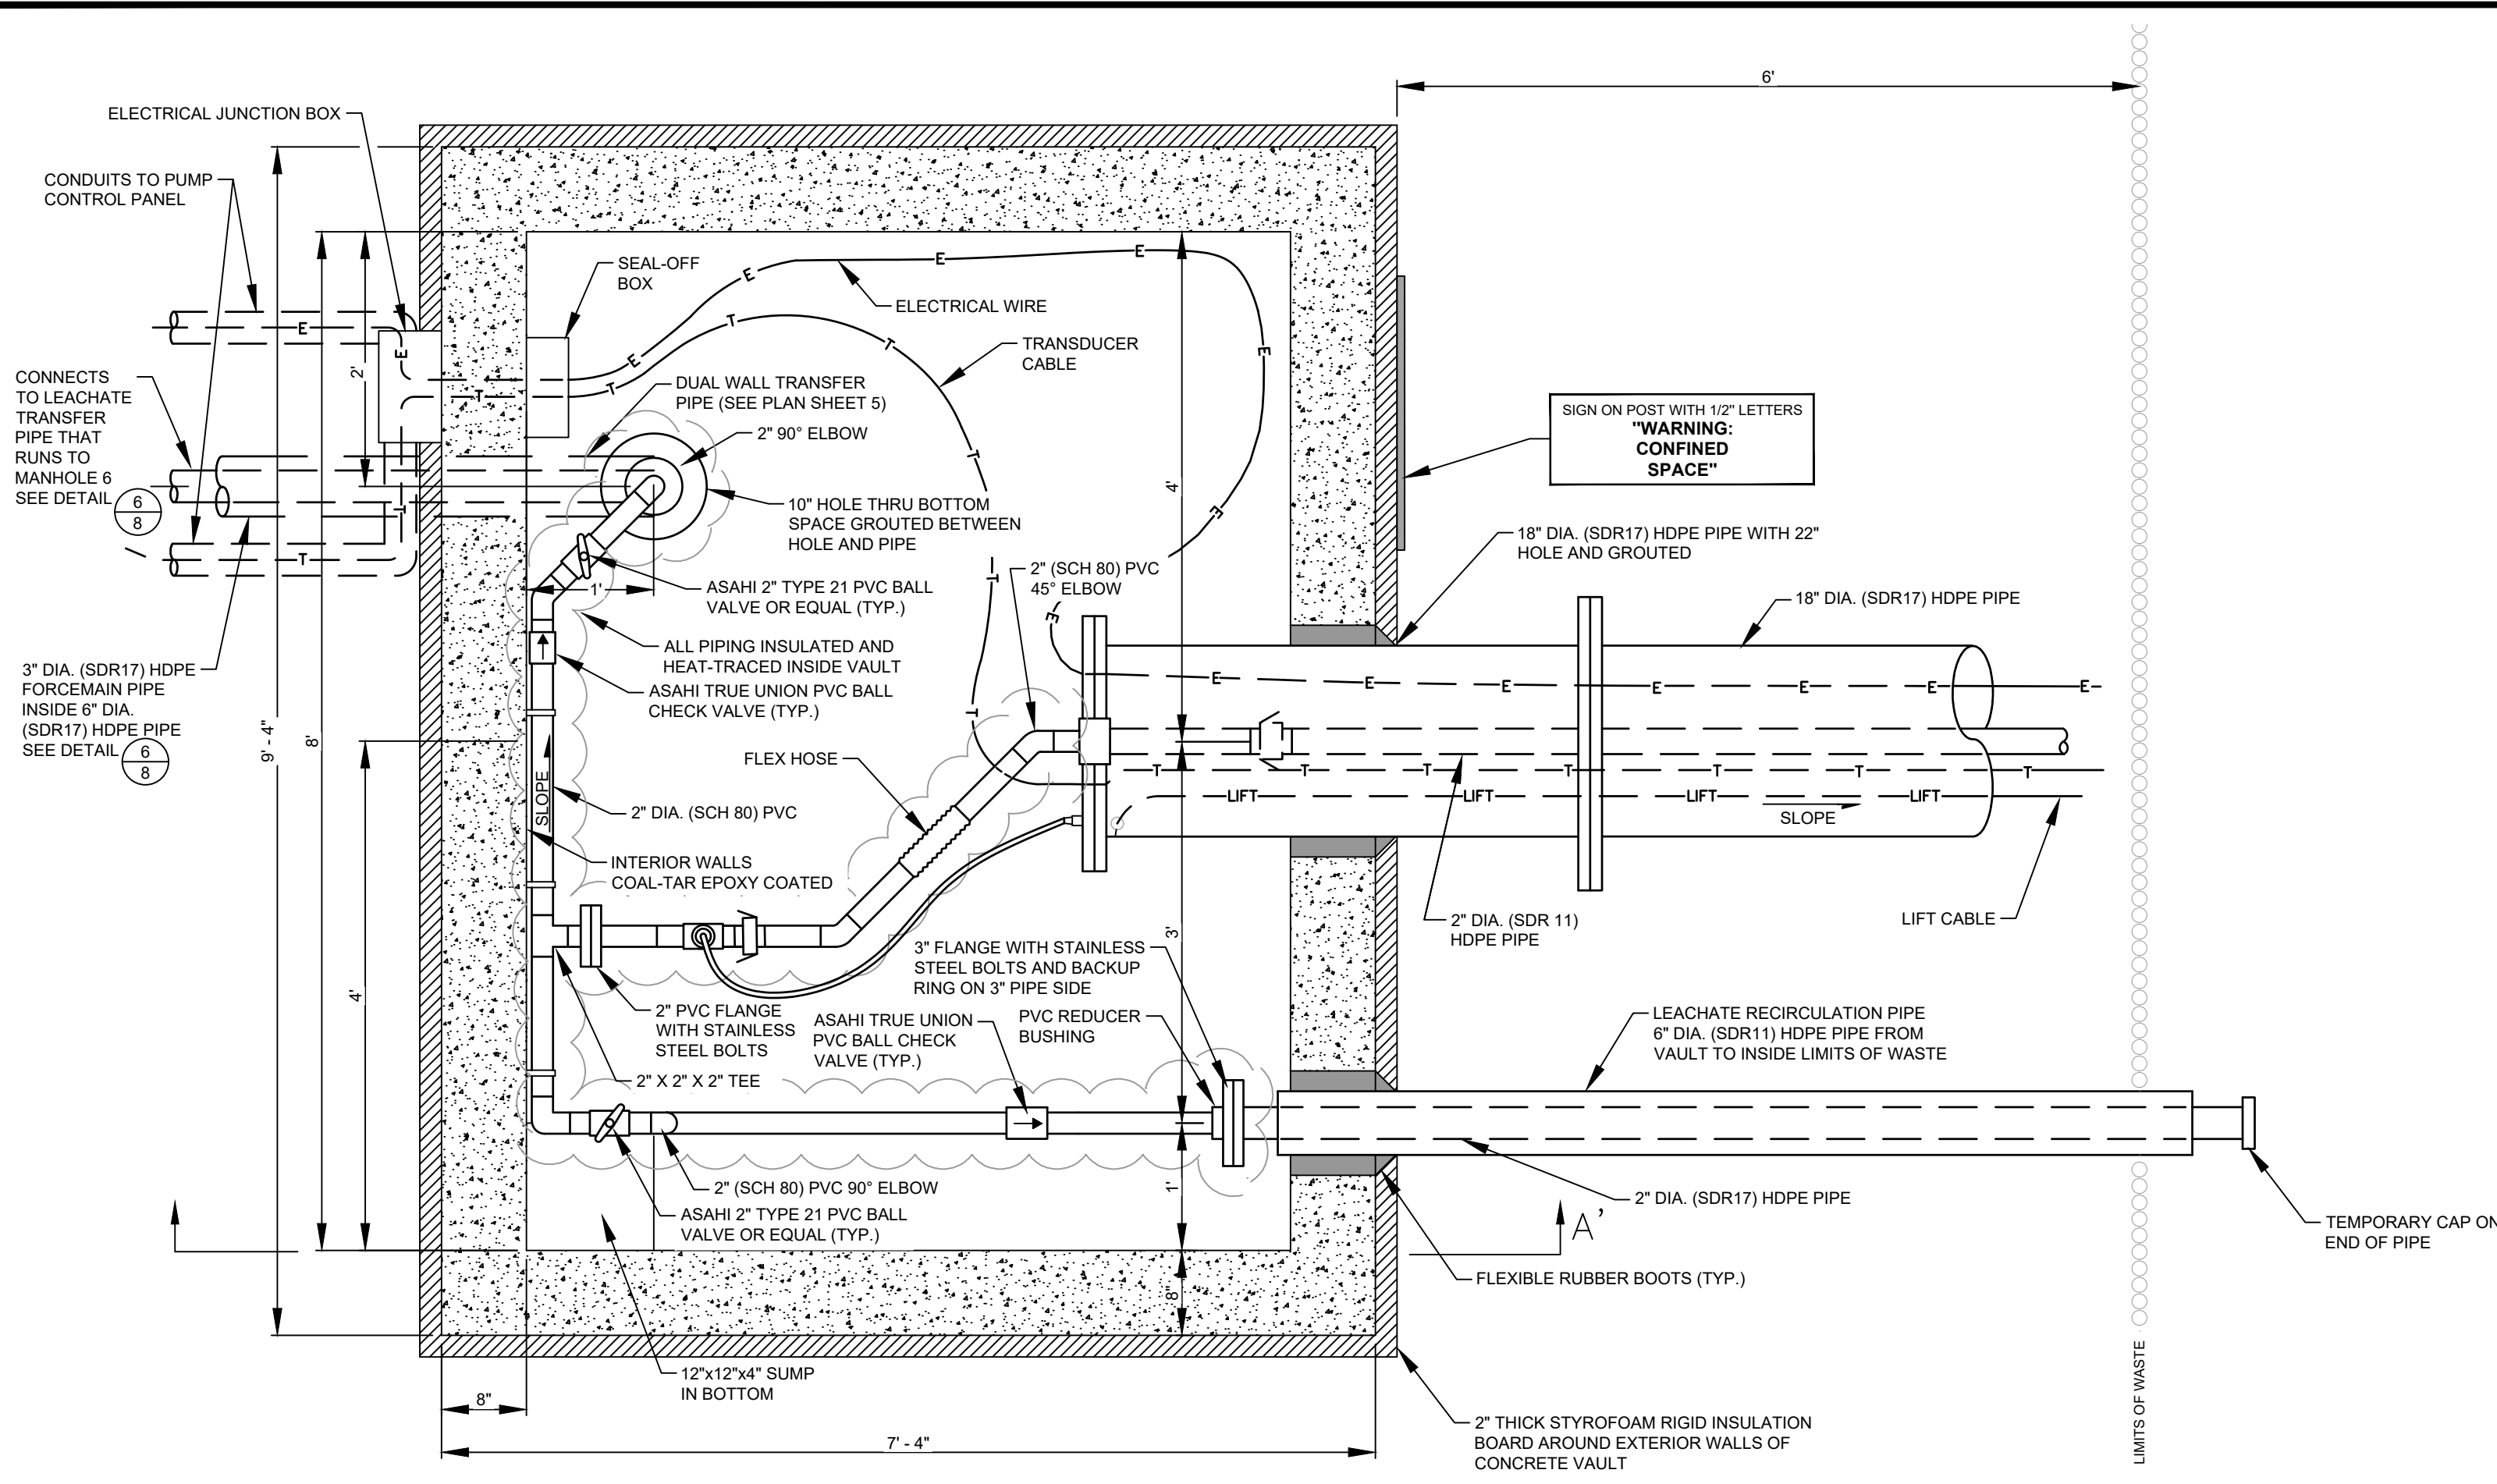 6'
ELECTRICAL JUNCTION BOX
CONDUITS TO PUMP
CONTROL PANEL
SEAL-OFF
BOX
E
E
E
ELECTRICAL WIRE
E
E
T
T
TRANSDUCER
CABLE
E
E
2'
CONNECTS
TO LEACHATE
TRANSFER
PIPE THAT
RUNS TO
MANHOLE 6
SEE DETAIL
6
8
T
T
DUAL WALL TRANSFER
PIPE (SEE PLAN SHEET 5)
2" 90° ELBOW
T
4'
E
SIGN ON POST WITH 1/2" LETTERS
"WARNING:
CONFINED
SPACE"
10" HOLE THRU BOTTOM
SPACE GROUTED BETWEEN
HOLE AND PIPE
18" DIA. (SDR17) HDPE PIPE WITH 22"
HOLE AND GROUTED
T
T
T
1'
ASAHI 2" TYPE 21 PVC BALL
VALVE OR EQUAL (TYP.)
2" (SCH 80) PVC
45° ELBOW
E
18" DIA. (SDR17) HDPE PIPE
ALL PIPING INSULATED AND
HEAT-TRACED INSIDE VAULT
ASAHI TRUE UNION PVC BALL
CHECK VALVE (TYP.)
3" DIA. (SDR17) HDPE
FORCEMAIN PIPE
INSIDE 6" DIA.
(SDR17) HDPE PIPE
SEE DETAIL
6
8
9' - 4"
8'
E
E
E
E
E
E
E
T
FLEX HOSE
T
T
T
T
T
T
T
LIFT
LIFT
LIFT
LIFT
SLOPE
SLOPE
2" DIA. (SCH 80) PVC
INTERIOR WALLS
COAL-TAR EPOXY COATED
4'
3'
2" DIA. (SDR 11)
HDPE PIPE
LIFT CABLE
3" FLANGE WITH STAINLESS
STEEL BOLTS AND BACKUP
RING ON 3" PIPE SIDE
2" PVC FLANGE
WITH STAINLESS
STEEL BOLTS
ASAHI TRUE UNION
PVC BALL CHECK
VALVE (TYP.)
PVC REDUCER
BUSHING
LEACHATE RECIRCULATION PIPE
6" DIA. (SDR11) HDPE PIPE FROM
VAULT TO INSIDE LIMITS OF WASTE
2" X 2" X 2" TEE
2" (SCH 80) PVC 90° ELBOW
ASAHI 2" TYPE 21 PVC BALL
VALVE OR EQUAL (TYP.)
1'
2" DIA. (SDR17) HDPE PIPE
A'
TEMPORARY CAP ON
END OF PIPE
FLEXIBLE RUBBER BOOTS (TYP.)
8"
12"x12"x4" SUMP
IN BOTTOM
8"
7' - 4"
2" THICK STYROFOAM RIGID INSULATION
BOARD AROUND EXTERIOR WALLS OF
CONCRETE VAULT
LIMITS OF WASTE